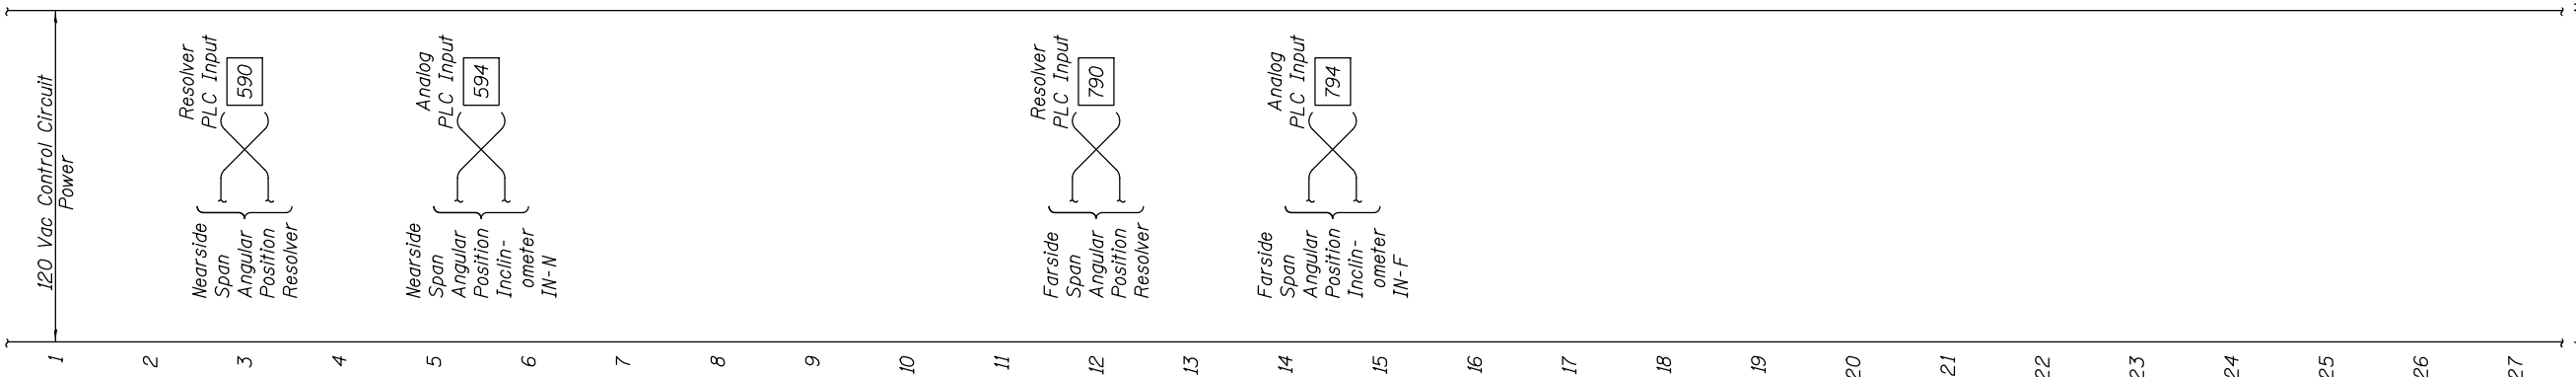 120 Vac Control Circuit
Power
Resolver
PLC Input
590
Nearside
Span
Angular
Position
Resolver
Analog
PLC Input
594
Nearside
Span
Angular
Position
Inclin-
ometer
IN-N
Resolver
PLC Input
790
Farside
Span
Angular
Position
Resolver
Analog
PLC Input
794
Farside
Span
Angular
Position
Inclin-
ometer
IN-F
1
2
3
4
5
6
7
8
9
10
11
12
13
14
15
16
17
18
19
20
21
22
23
24
25
26
27